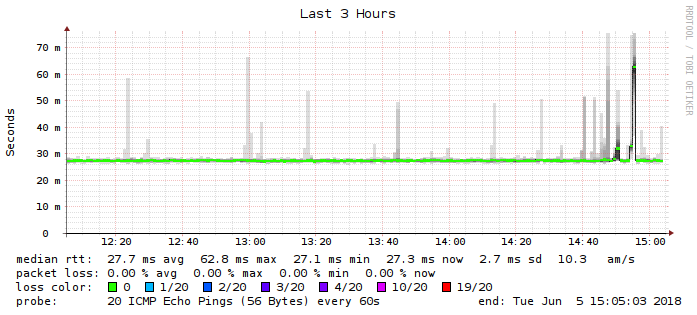 Last 3 Hours
RRDTOOL / TOBI OETIKER
Seconds
70 m
60 m
50 m
40 m
30 m
20 m
10 m
0
12:20 12:40 13:00 13:20 13:40 14:00 14:20 14:40 15:00
median rtt: 27.7 ms avg 62.8 ms max 27.1 ms min 27.3 ms now 2.7 ms sd 10.3 am/s
packet loss: 0.00 % avg 0.00 % max 0.00 % min 0.00 % now
loss color: 0 1/20 2/20 3/20 4/20 10/20 19/20
probe: 20 ICMP Echo Pings (56 Bytes) every 60s end: Tue Jun 5 15:05:03 2018